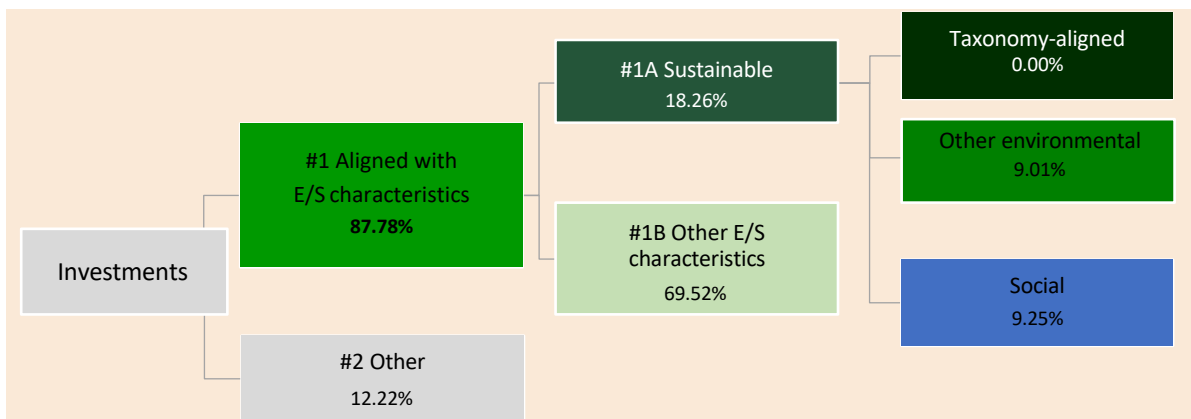 Investments
#1 Aligned with
E/S characteristics
87.78%
#2 Other
12.22%
#1A Sustainable
18.26%
#1B Other E/S
characteristics
69.52%
Taxonomy-aligned
0.00%
Other environmental
9.01%
Social
9.25%